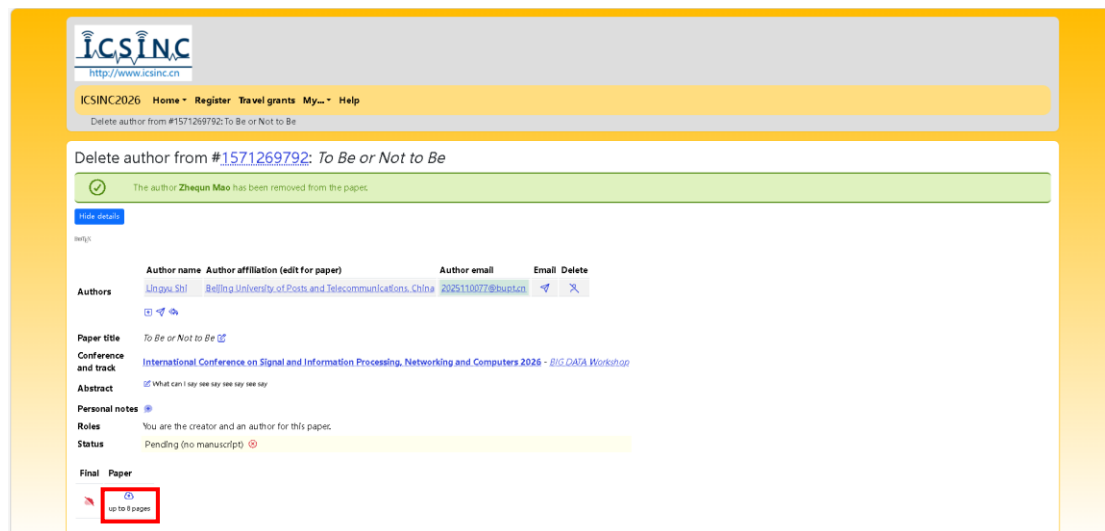 ICSINC
http://www.icsinc.cn
ICSINC2026 Home Register Travel grants My... Help
Delete author from #1571269792: To Be or Not to Be
Delete author from #1571269792: To Be or Not to Be
The author Zhequn Mao has been removed from the paper.
Hide details
Author name Author affiliation (edit for paper) Author email Email Delete
Authors Lingyu Shi Beijing University of Posts and Telecommunications, China 2025110077@bupt.cn
Paper title To Be or Not to Be
Conference and track International Conference on Signal and Information Processing, Networking and Computers 2026 - BIG DATA Workshop
Abstract What can I say see say see say see say
Personal notes
Roles You are the creator and an author for this paper.
Status Pending (no manuscript)
Final Paper
up to 8 pages